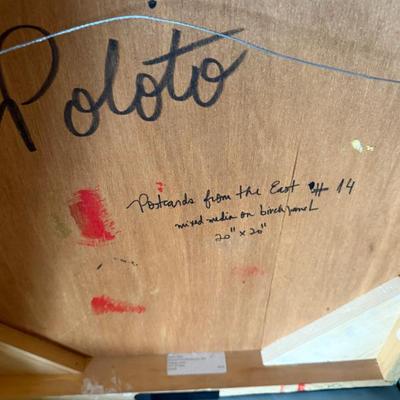 Poloto
Postcards from the East # 14
mixed media on birch panel
20" x 20"